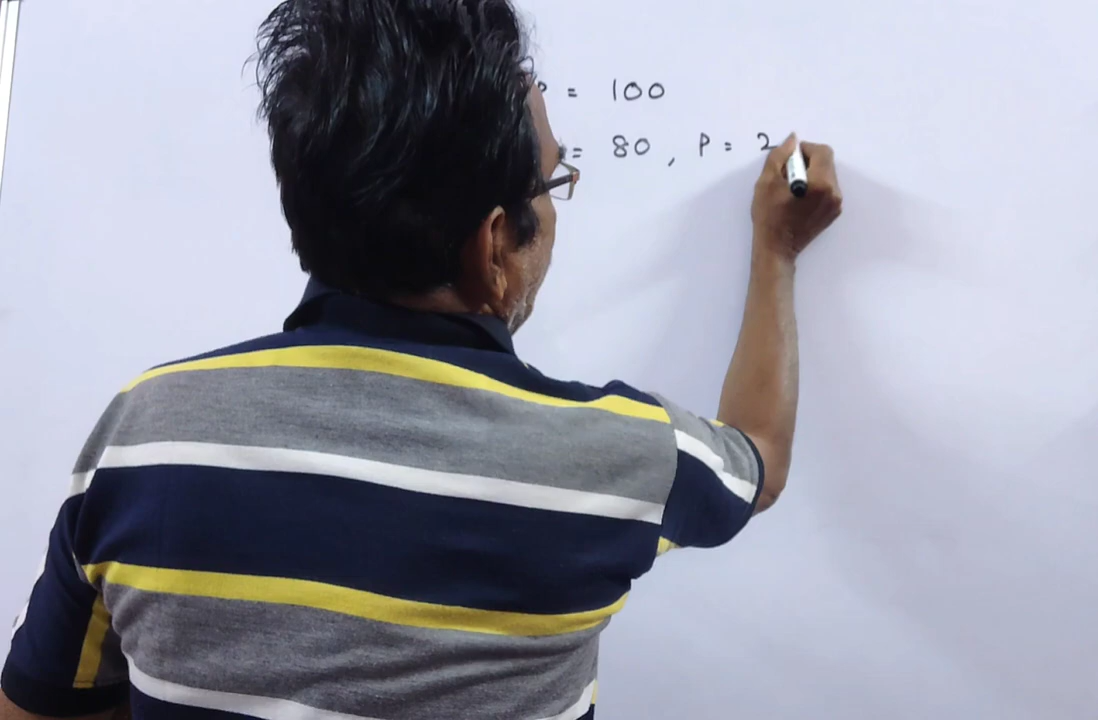 = 100
= 80, P = 2